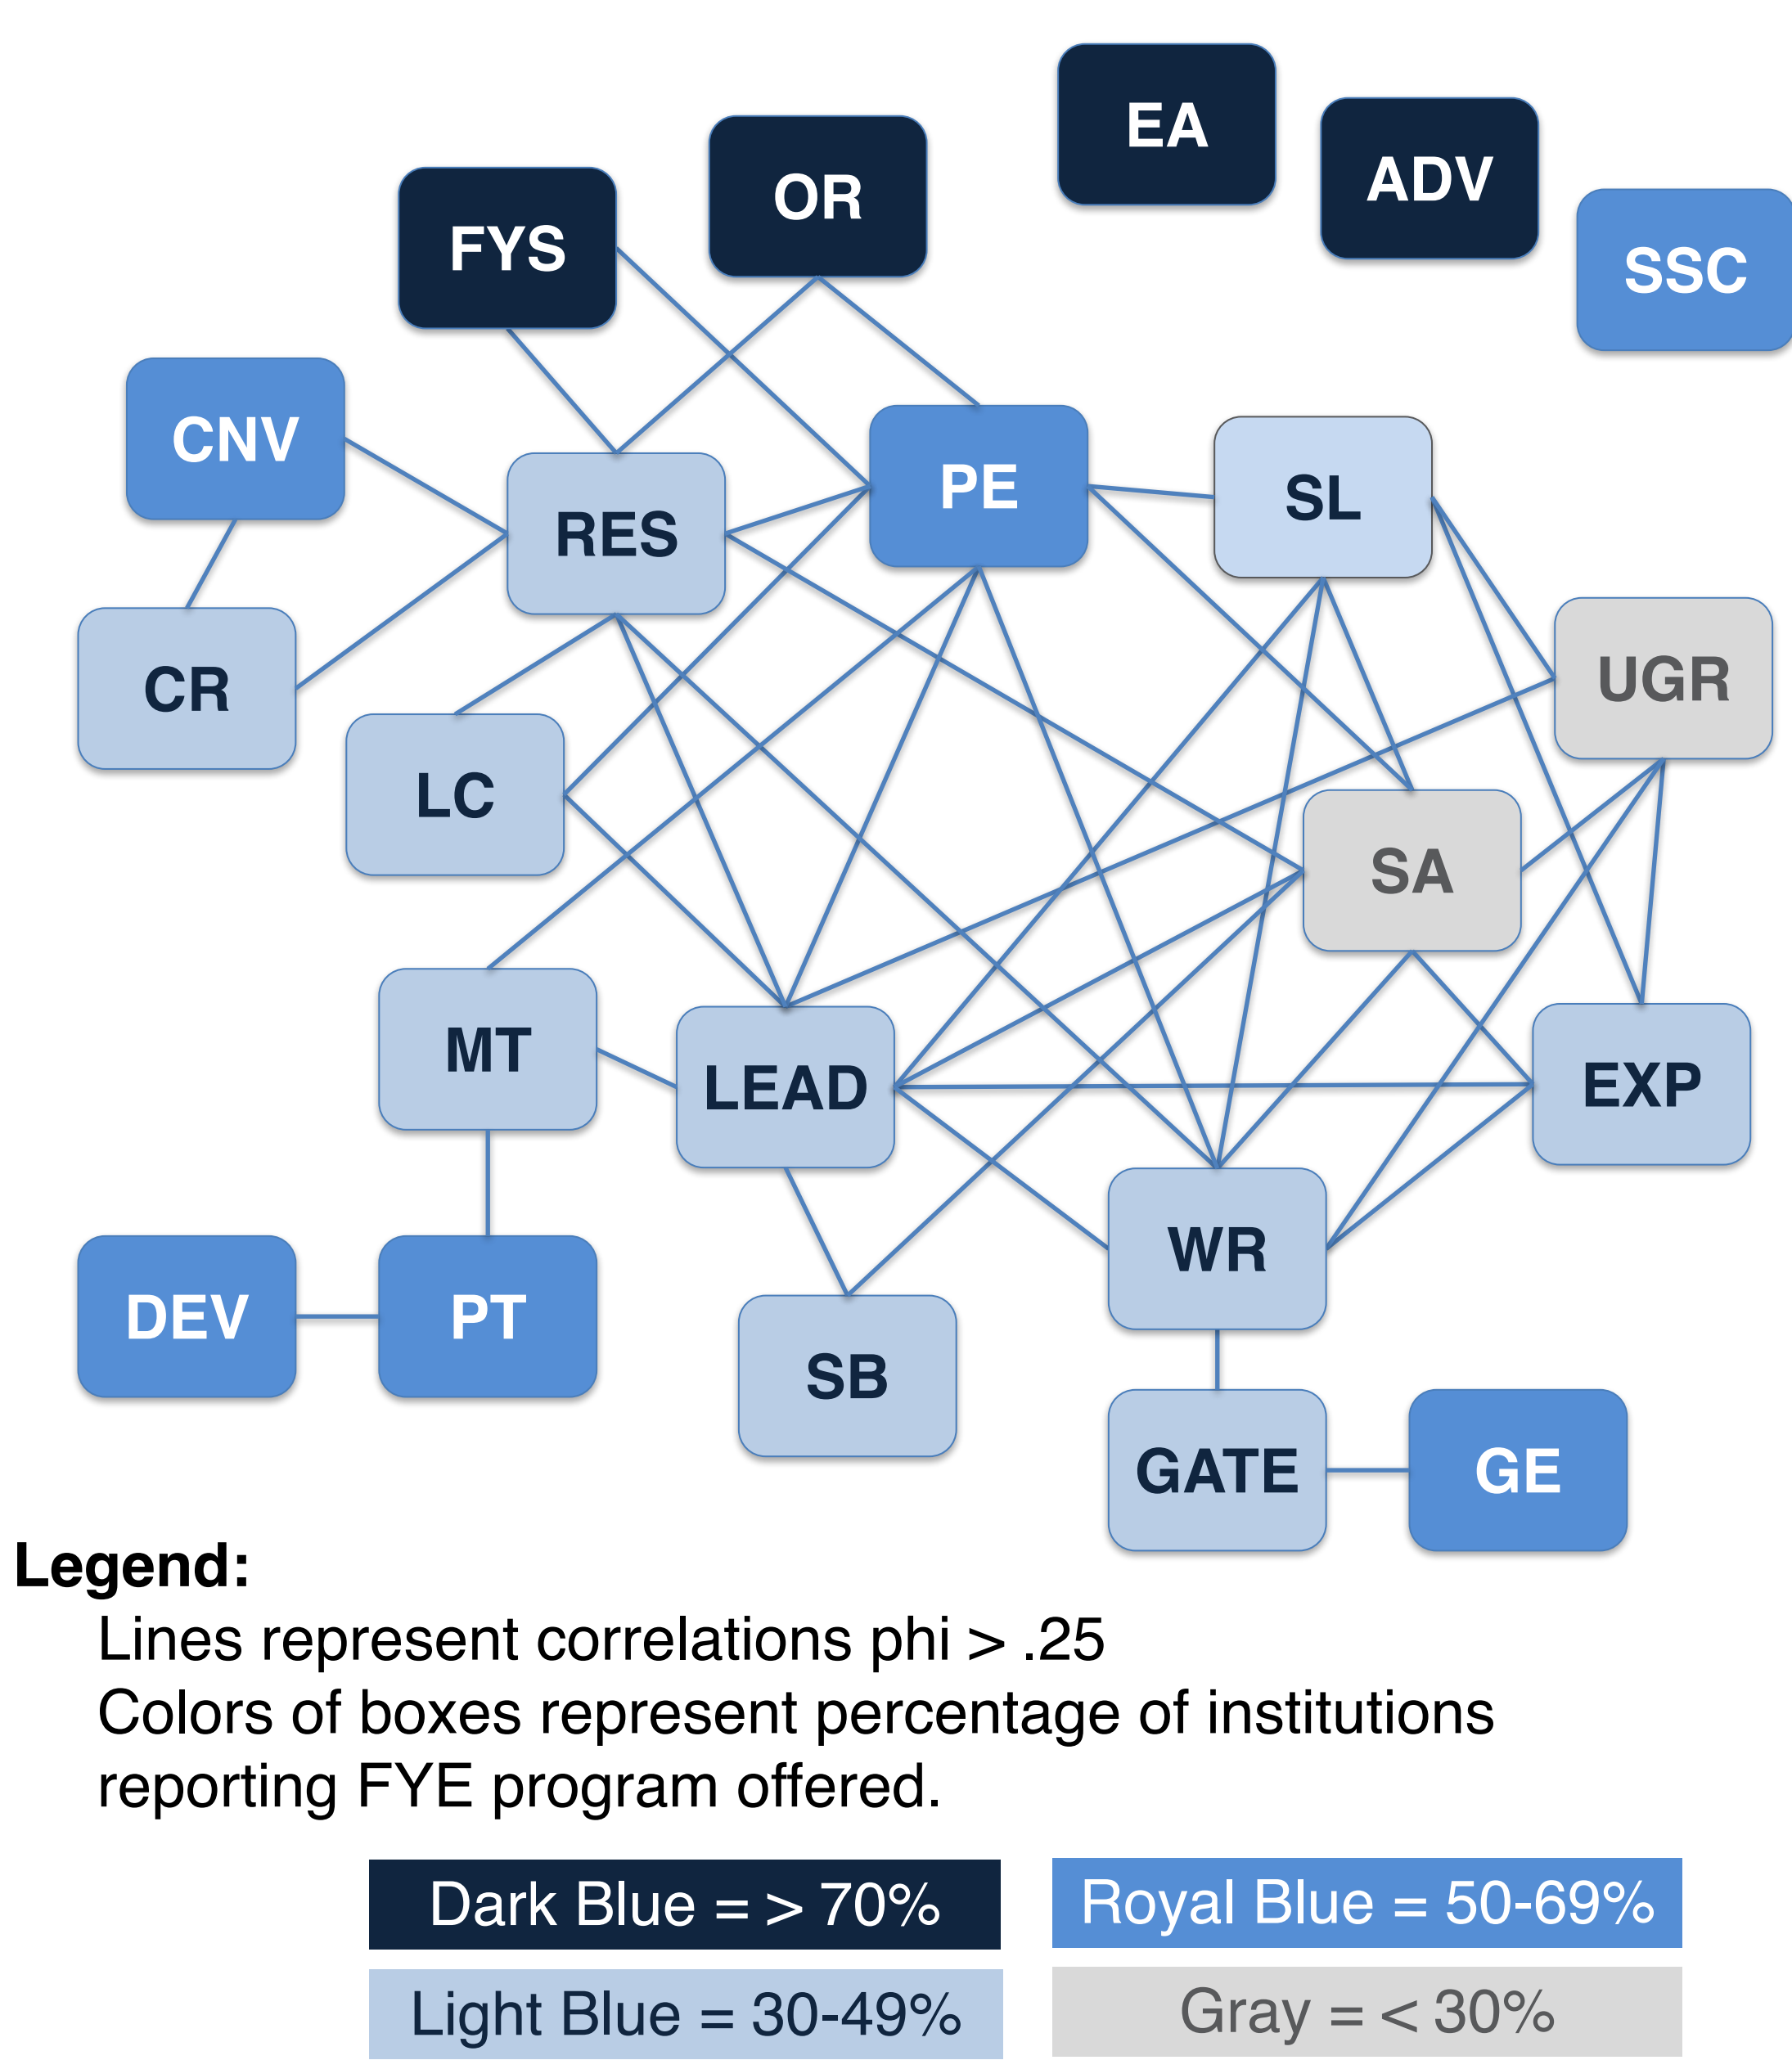 EA
ADV
OR
FYS
SSC
CNV
PE
SL
RES
UGR
CR
LC
SA
MT
LEAD
EXP
WR
DEV
PT
SB
GATE
GE
Legend:
Lines represent correlations phi > .25
Colors of boxes represent percentage of institutions
reporting FYE program offered.
Dark Blue = > 70%
Royal Blue = 50-69%
Light Blue = 30-49%
Gray = < 30%